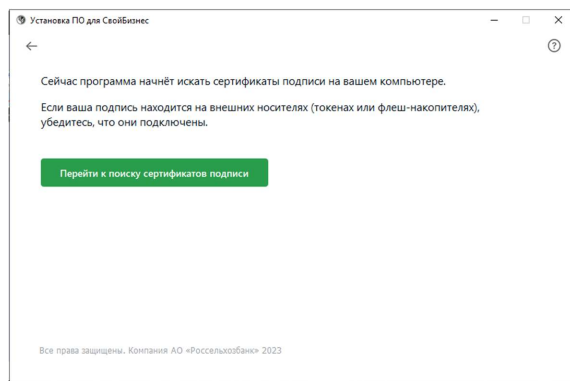 Установка ПО для СвойБизнес
Сейчас программа начнёт искать сертификаты подписи на вашем компьютере.
Если ваша подпись находится на внешних носителях (токенах или флеш-накопителях),
убедитесь, что они подключены.
Перейти к поиску сертификатов подписи
Все права защищены. Компания АО «Россельхозбанк» 2023